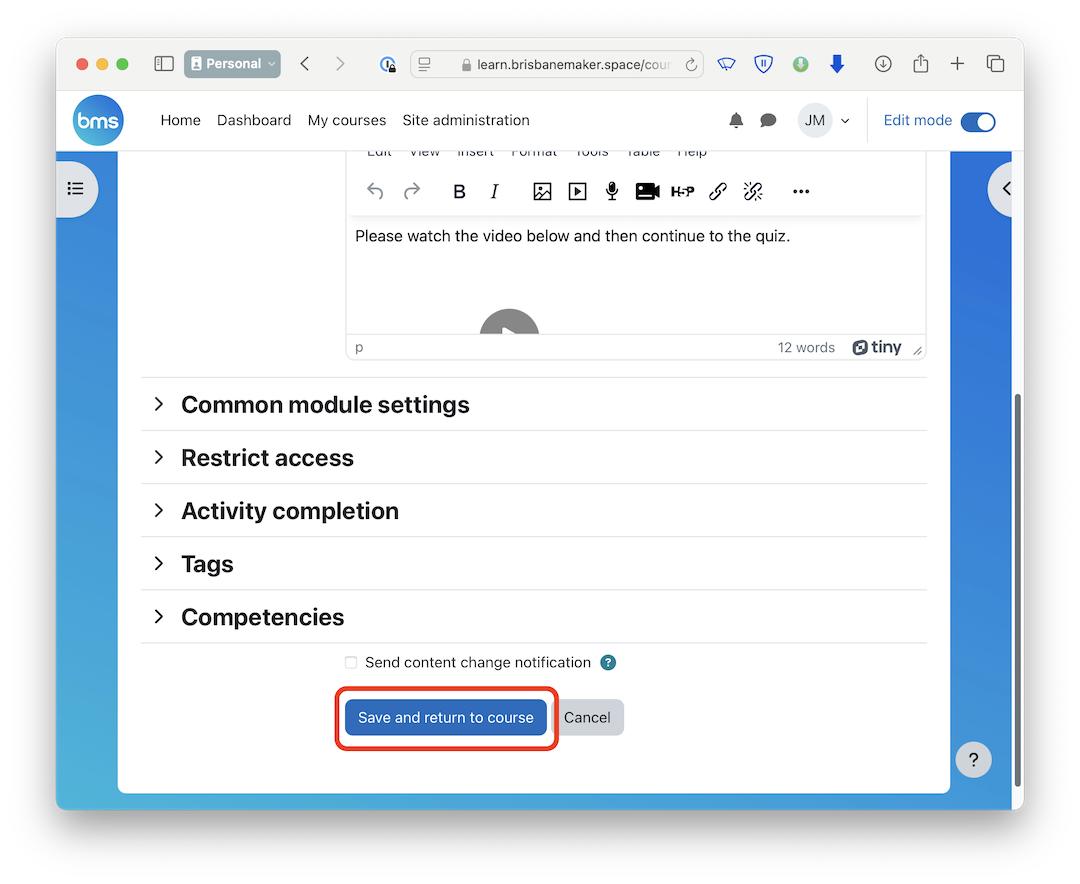 Personal
learn.brisbanemaker.space/cour
bms
Home Dashboard My courses Site administration JM Edit mode
Edit View Insert Format Tools Table Help
B I H5P
Please watch the video below and then continue to the quiz.
p 12 words tiny
Common module settings
Restrict access
Activity completion
Tags
Competencies
Send content change notification ?
Save and return to course Cancel
?